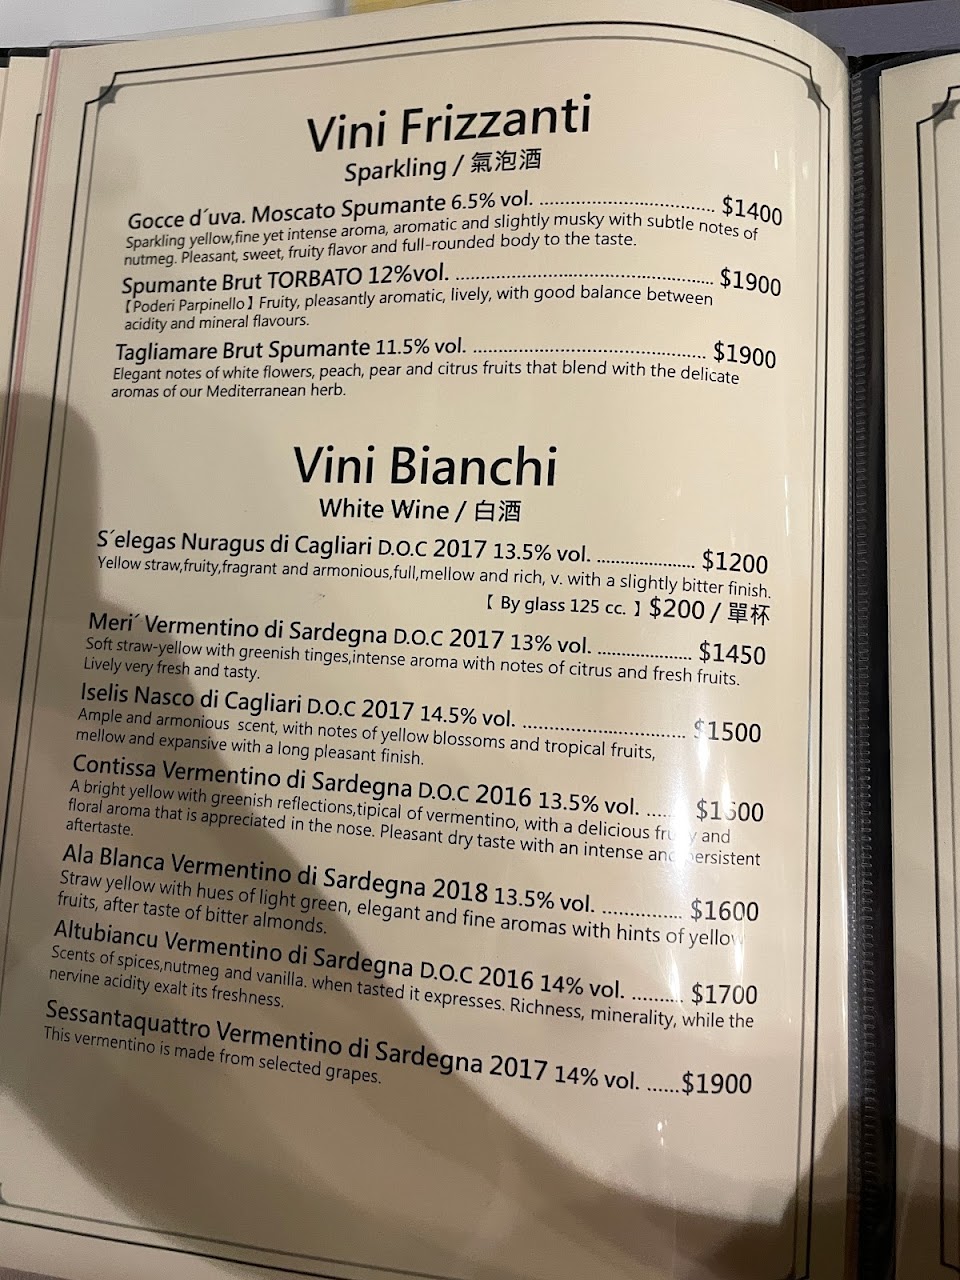 Vini Frizzanti
Sparkling / 氣泡酒
Gocce d´uva. Moscato Spumante 6.5% vol. .................................. $1400
Sparkling yellow,fine yet intense aroma, aromatic and slightly musky with subtle notes of
nutmeg. Pleasant, sweet, fruity flavor and full-rounded body to the taste.
Spumante Brut TORBATO 12%vol. .................................................. $1900
【Poderi Parpinello】Fruity, pleasantly aromatic, lively, with good balance between
acidity and mineral flavours.
Tagliamare Brut Spumante 11.5% vol. ............................................. $1900
Elegant notes of white flowers, peach, pear and citrus fruits that blend with the delicate
aromas of our Mediterranean herb.
Vini Bianchi
White Wine / 白酒
S´elegas Nuragus di Cagliari D.O.C 2017 13.5% vol. ..................... $1200
Yellow straw,fruity,fragrant and armonious,full,mellow and rich, v. with a slightly bitter finish.
【 By glass 125 cc. 】$200 / 單杯
Meri´ Vermentino di Sardegna D.O.C 2017 13% vol. .................... $1450
Soft straw-yellow with greenish tinges,intense aroma with notes of citrus and fresh fruits.
Lively very fresh and tasty.
Iselis Nasco di Cagliari D.O.C 2017 14.5% vol. .................................. $1500
Ample and armonious scent, with notes of yellow blossoms and tropical fruits,
mellow and expansive with a long pleasant finish.
Contissa Vermentino di Sardegna D.O.C 2016 13.5% vol. ......
A bright yellow with greenish reflections,tipical of vermentino, with a delicious fruity and
floral aroma that is appreciated in the nose. Pleasant dry taste with an intense and persistent
aftertaste.
Ala Blanca Vermentino di Sardegna 2018 13.5% vol. ................ $1600
Straw yellow with hues of light green, elegant and fine aromas with hints of yellow
fruits, after taste of bitter almonds.
Altubiancu Vermentino di Sardegna D.O.C 2016 14% vol. .......... $1700
Scents of spices,nutmeg and vanilla. when tasted it expresses. Richness, minerality, while the
nervine acidity exalt its freshness.
Sessantaquattro Vermentino di Sardegna 2017 14% vol. ......$1900
This vermentino is made from selected grapes.